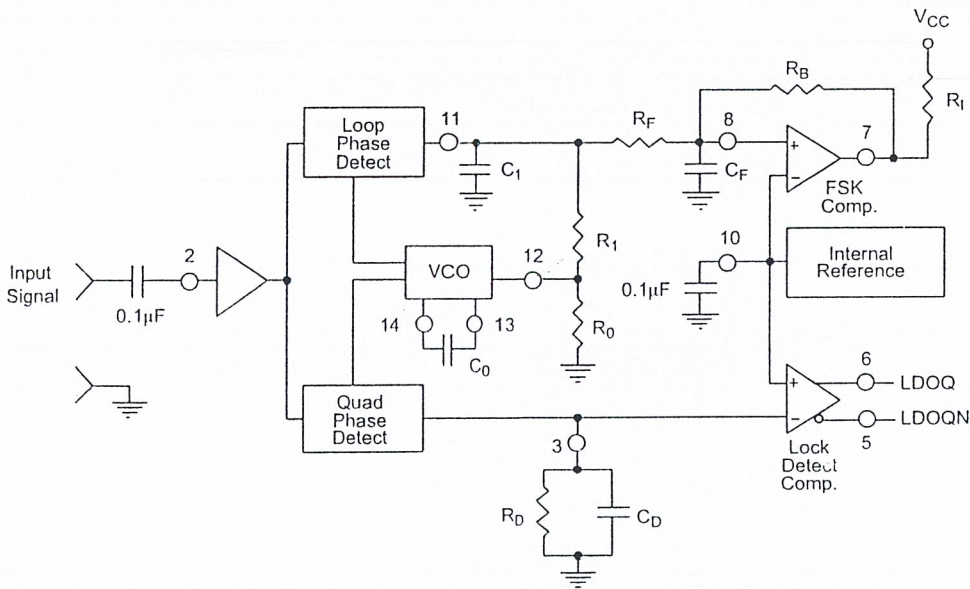 VCC
RB
RI
Loop
Phase
Detect
11
C1
RF
8
CF
+
−
7
FSK
Comp.
Input
Signal
0.1μF
2
VCO
12
14
13
C0
R1
R0
10
0.1μF
Internal
Reference
Quad
Phase
Detect
3
RD
CD
+
−
6
LDOQ
LDOQN
5
Lock
Detect
Comp.